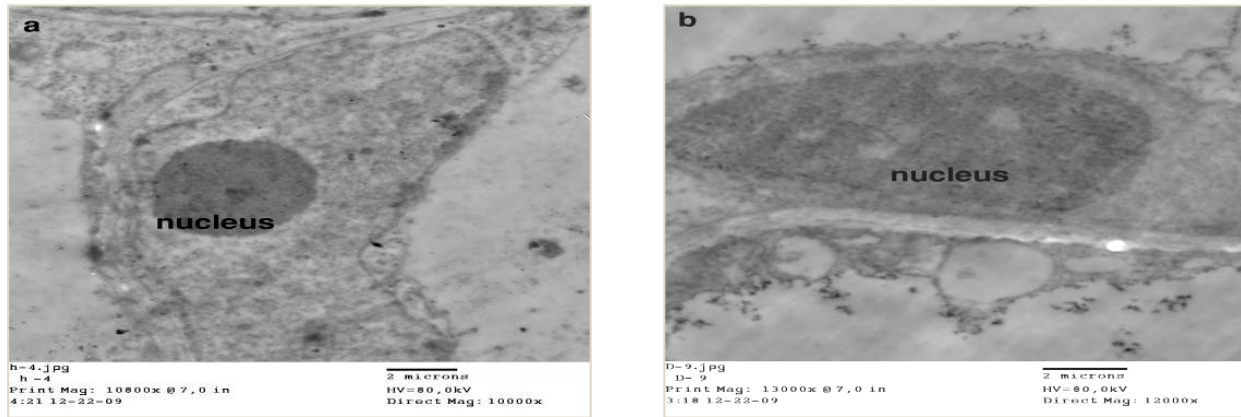 a
nucleus
h-4.jpg
h-4
Print Mag: 10800x @ 7,0 in
4:21 12-22-09
2 microns
HV=80,0kV
Direct Mag: 10000x
b
nucleus
D-9.jpg
D- 9
Print Mag: 13000x @ 7,0 in
3:18 12-22-09
2 microns
HV=80,0kV
Direct Mag: 12000x